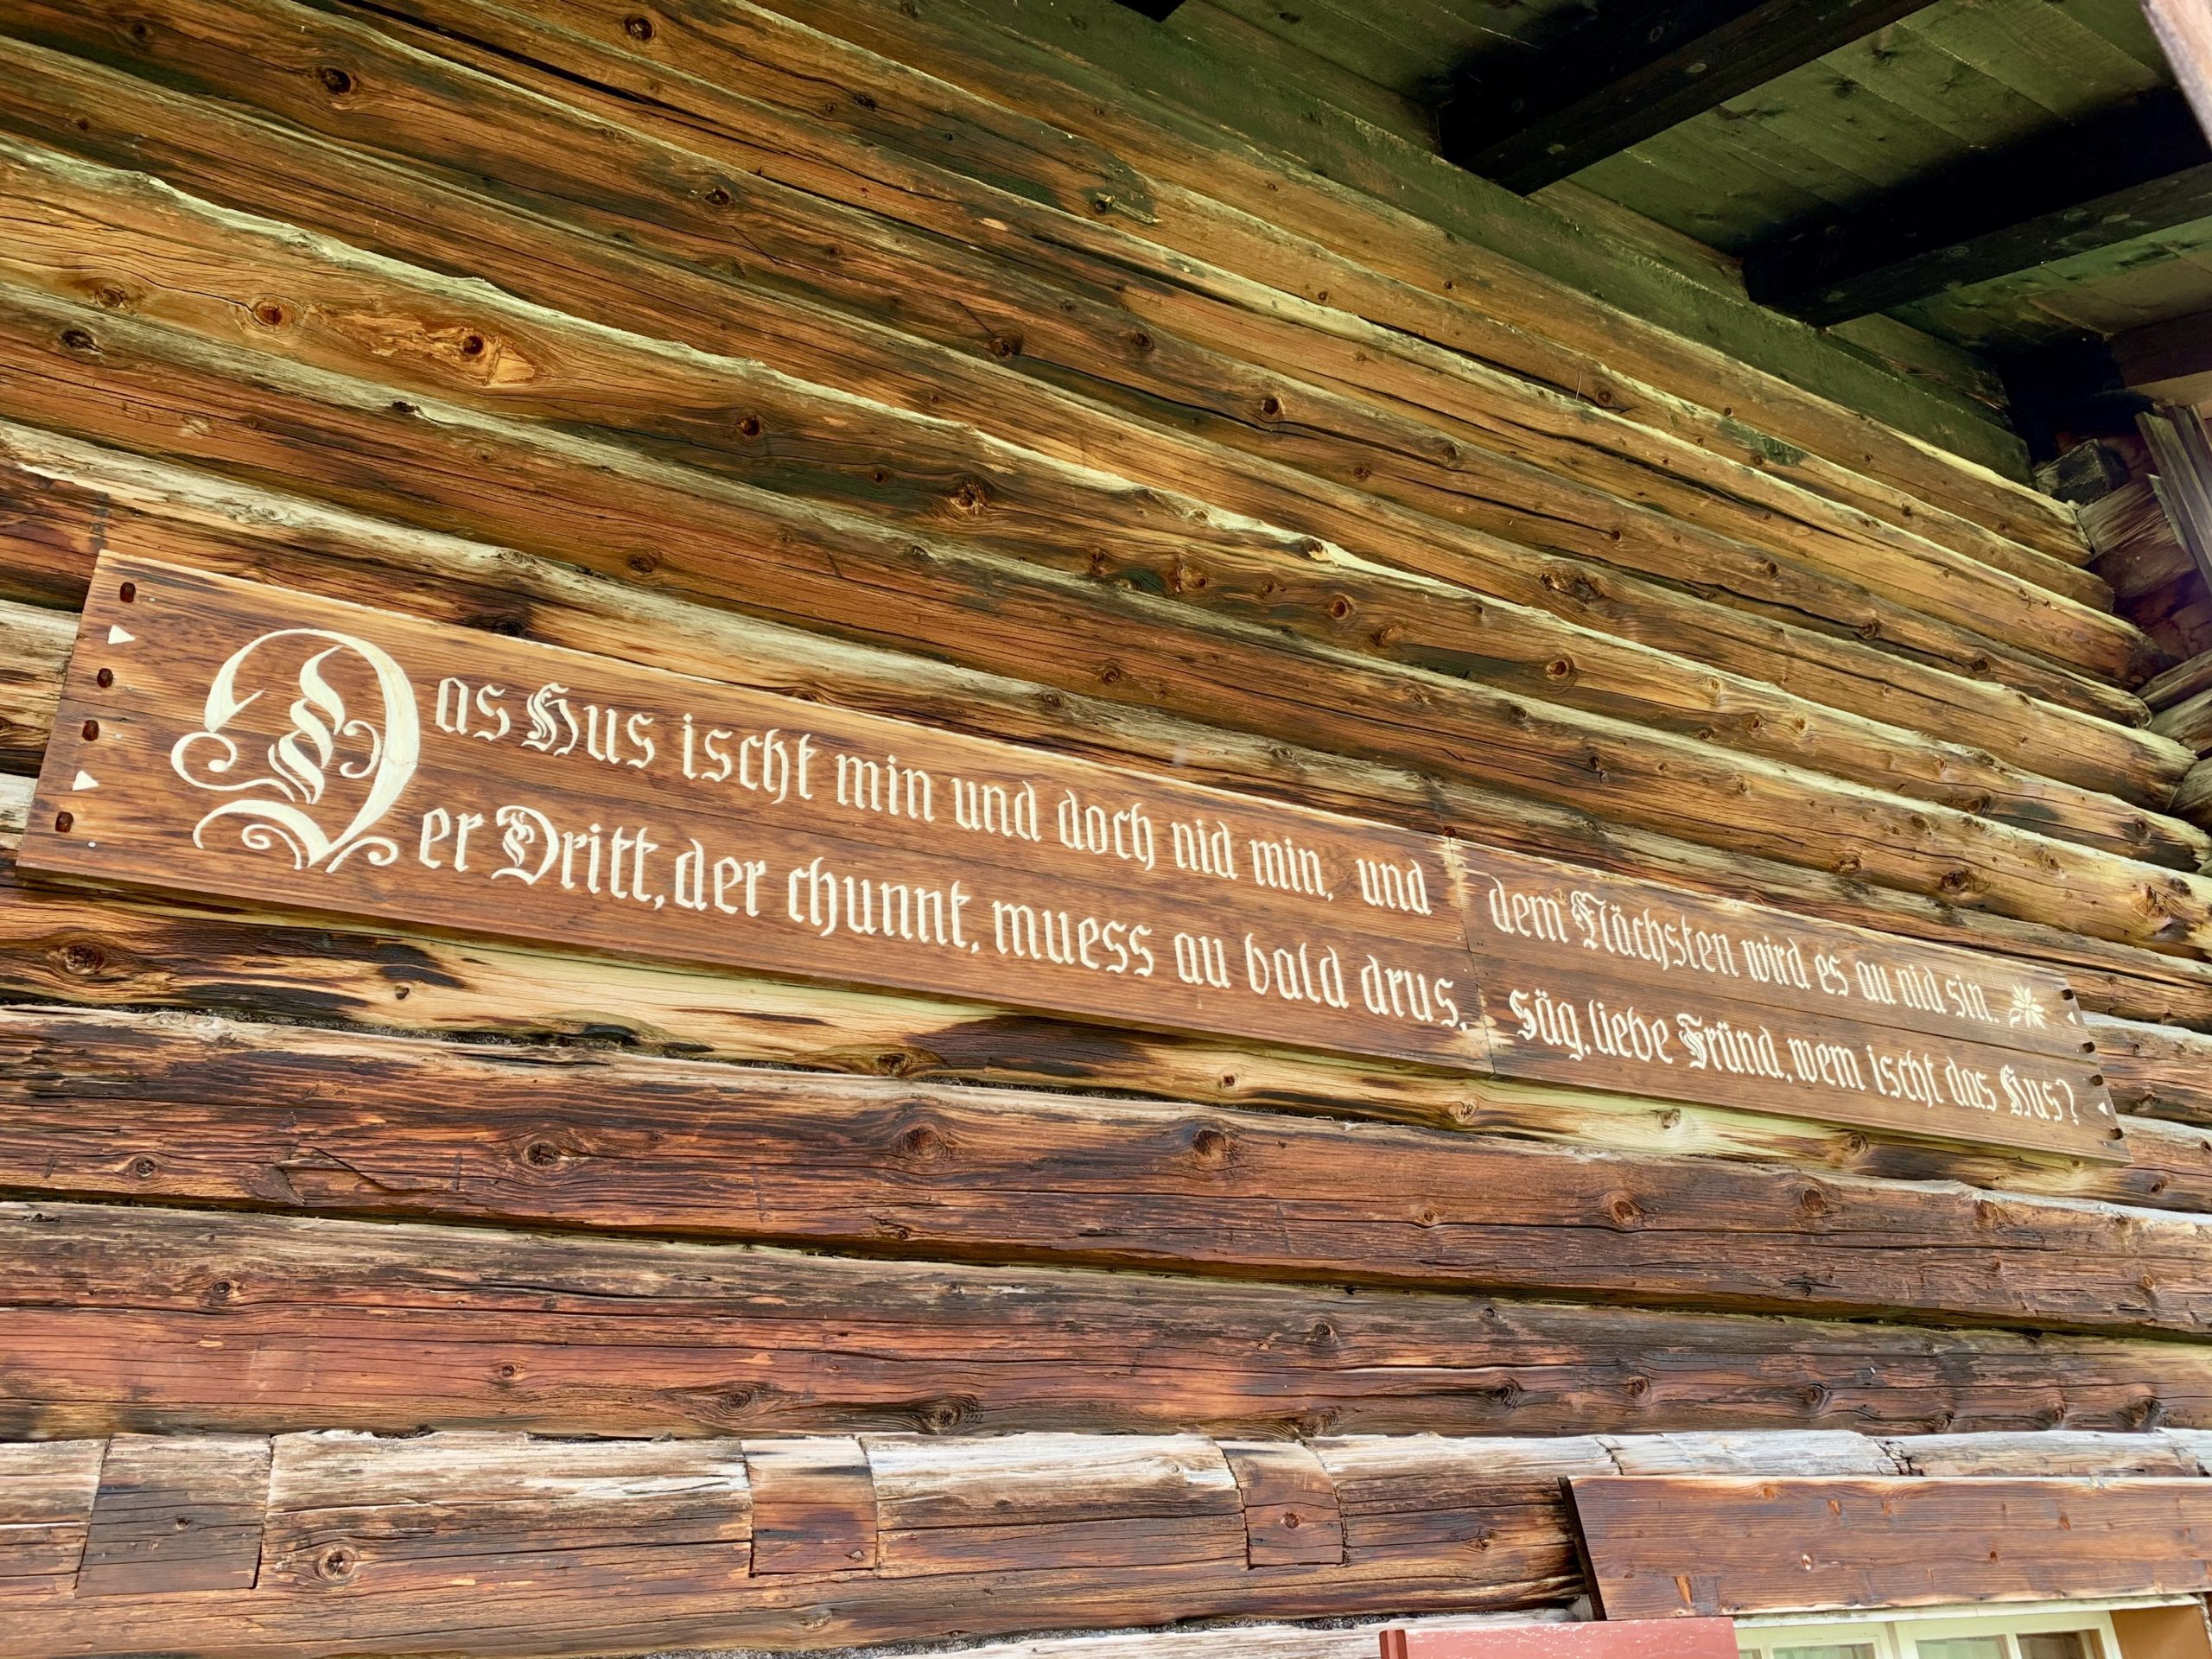 Das Hus ischt min und doch nid min, und dem Nächsten wird es au nid sin.
Der Dritt, der chunnt, muess au bald drus, säg, liebe Fründ, wem ischt das Hus?